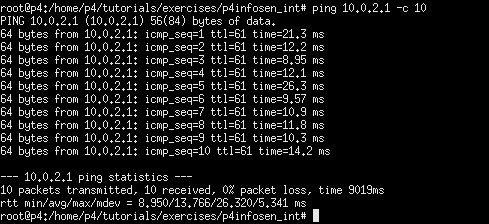 root@p4:/home/p4/tutorials/exercises/p4infosen_int# ping 10.0.2.1 -c 10
PING 10.0.2.1 (10.0.2.1) 56(84) bytes of data.
64 bytes from 10.0.2.1: icmp_seq=1 ttl=61 time=21.3 ms
64 bytes from 10.0.2.1: icmp_seq=2 ttl=61 time=12.2 ms
64 bytes from 10.0.2.1: icmp_seq=3 ttl=61 time=8.95 ms
64 bytes from 10.0.2.1: icmp_seq=4 ttl=61 time=12.1 ms
64 bytes from 10.0.2.1: icmp_seq=5 ttl=61 time=26.3 ms
64 bytes from 10.0.2.1: icmp_seq=6 ttl=61 time=9.57 ms
64 bytes from 10.0.2.1: icmp_seq=7 ttl=61 time=10.9 ms
64 bytes from 10.0.2.1: icmp_seq=8 ttl=61 time=11.8 ms
64 bytes from 10.0.2.1: icmp_seq=9 ttl=61 time=10.3 ms
64 bytes from 10.0.2.1: icmp_seq=10 ttl=61 time=14.2 ms
--- 10.0.2.1 ping statistics ---
10 packets transmitted, 10 received, 0% packet loss, time 9019ms
rtt min/avg/max/mdev = 8.950/13.766/26.320/5.341 ms
root@p4:/home/p4/tutorials/exercises/p4infosen_int#